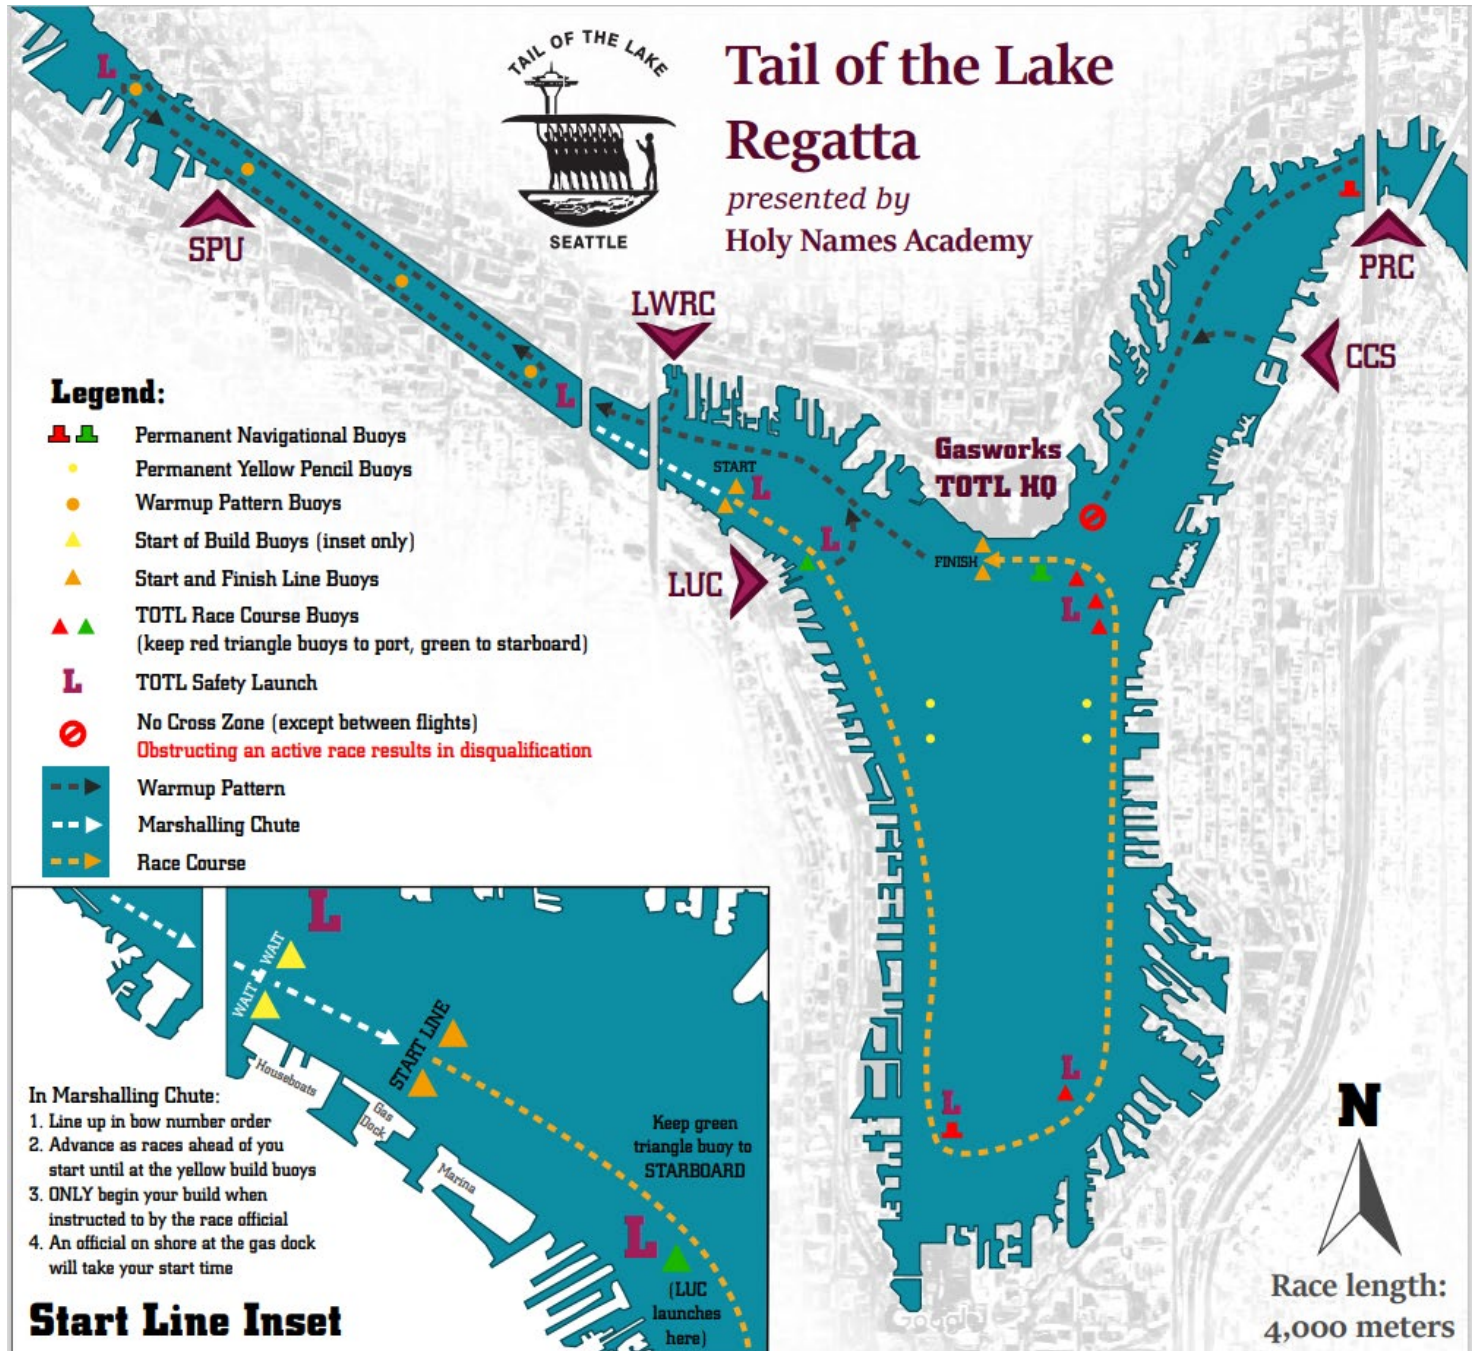 TAIL OF THE LAKE
SEATTLE
Tail of the Lake
Regatta
presented by
Holy Names Academy
L
SPU
LWRC
PRC
CCS
L
Gasworks
TOTL HQ
START
L
L
FINISH
LUC
L
L
L
Legend:
Permanent Navigational Buoys
Permanent Yellow Pencil Buoys
Warmup Pattern Buoys
Start of Build Buoys (inset only)
Start and Finish Line Buoys
TOTL Race Course Buoys
(keep red triangle buoys to port, green to starboard)
L TOTL Safety Launch
No Cross Zone (except between flights)
Obstructing an active race results in disqualification
Warmup Pattern
Marshalling Chute
Race Course
L
WAIT
WAIT
START LINE
Houseboats
Gas
Dock
Marina
Keep green
triangle buoy to
STARBOARD
L
(LUC
launches
here)
In Marshalling Chute:
1. Line up in bow number order
2. Advance as races ahead of you
start until at the yellow build buoys
3. ONLY begin your build when
instructed to by the race official
4. An official on shore at the gas dock
will take your start time
Start Line Inset
N
Race length:
4,000 meters